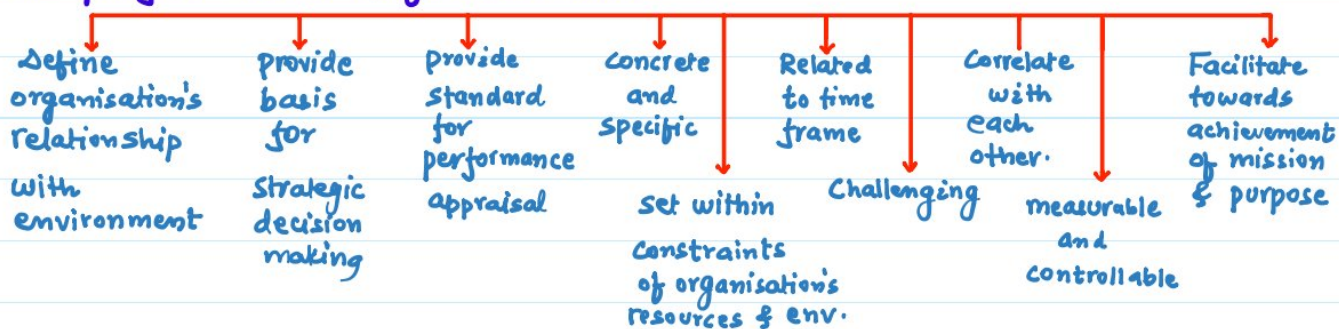 Define
organisation's
relationship
with
environment
provide
basis
for
strategic
decision
making
provide
standard
for
performance
appraisal
concrete
and
specific
set within
constraints
of organisation's
resources & env.
Related
to time
frame
Challenging
Correlate
with
each
other.
measurable
and
controllable
Facilitate
towards
achievement
of mission
& purpose